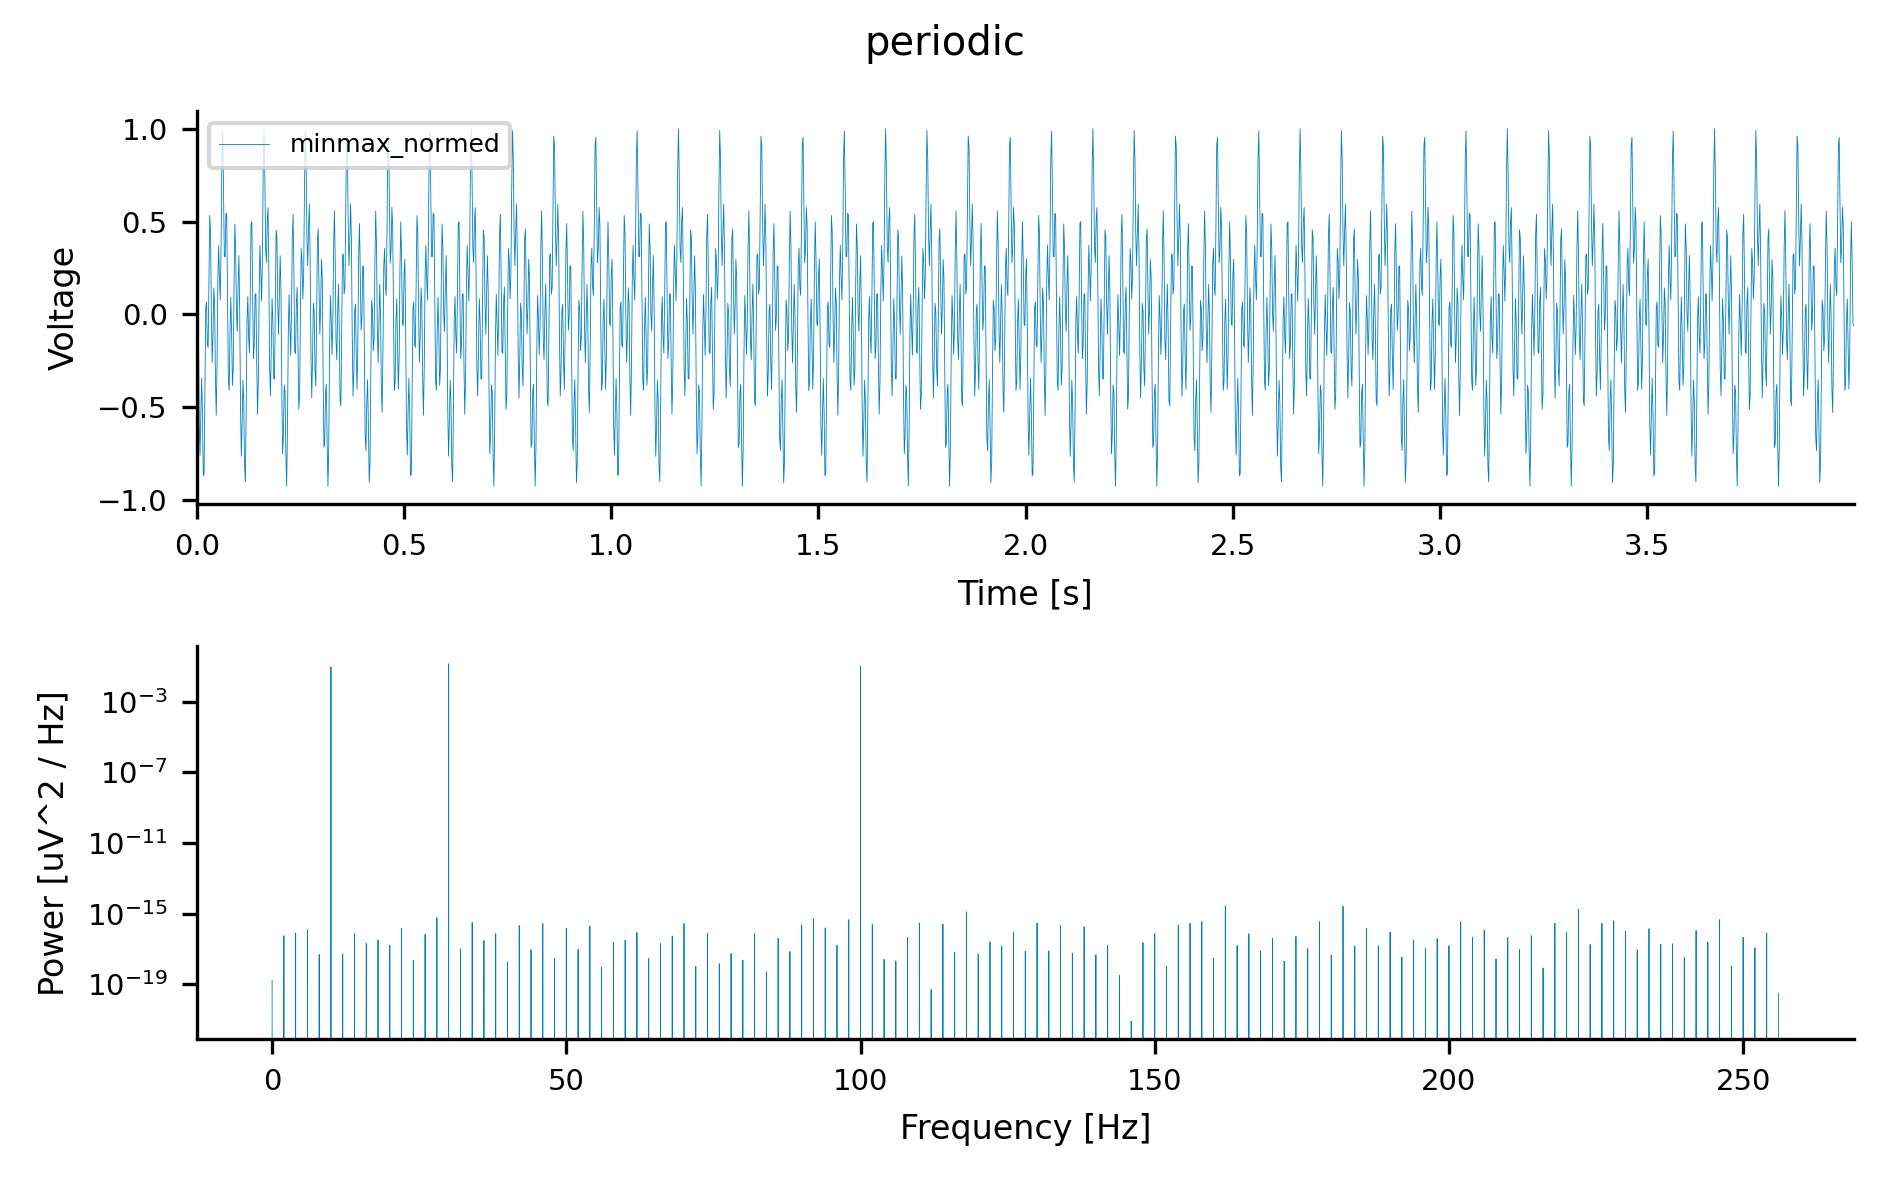 periodic
minmax_normed
1.0
0.5
0.0
−0.5
−1.0
Voltage
0.0 0.5 1.0 1.5 2.0 2.5 3.0 3.5
Time [s]
10⁻³
10⁻⁷
10⁻¹¹
10⁻¹⁵
10⁻¹⁹
Power [uV^2 / Hz]
0 50 100 150 200 250
Frequency [Hz]